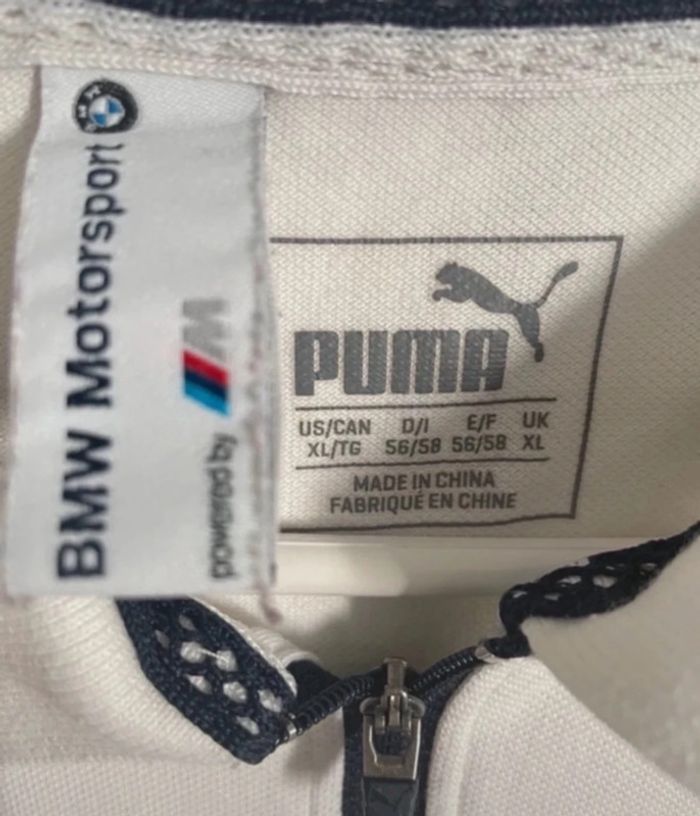 BMW Motorsport
powered by M
PUMA
US/CAN D/I E/F UK
XL/TG 56/58 56/58 XL
MADE IN CHINA
FABRIQUÉ EN CHINE